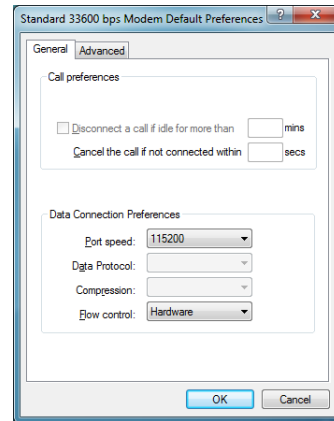 Standard 33600 bps Modem Default Preferences ? X
General Advanced
Call preferences
Disconnect a call if idle for more than mins
Cancel the call if not connected within secs
Data Connection Preferences
Port speed: 115200
Data Protocol:
Compression:
Flow control: Hardware
OK Cancel